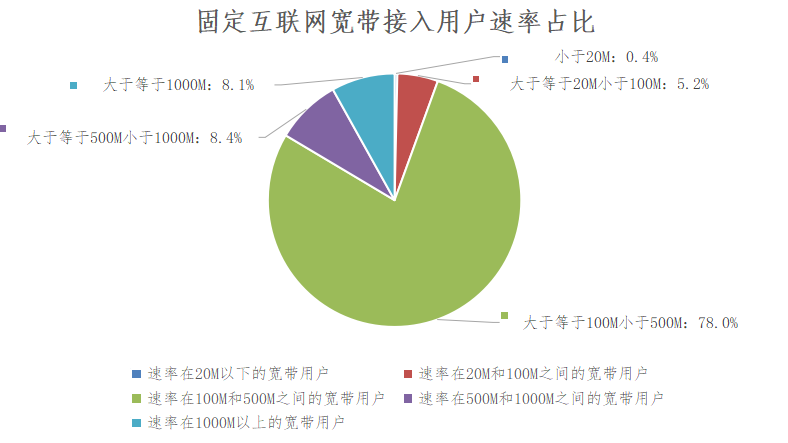 固定互联网宽带接入用户速率占比
小于20M：0.4%
大于等于1000M：8.1%
大于等于20M小于100M：5.2%
大于等于500M小于1000M：8.4%
大于等于100M小于500M：78.0%
速率在20M以下的宽带用户
速率在20M和100M之间的宽带用户
速率在100M和500M之间的宽带用户
速率在500M和1000M之间的宽带用户
速率在1000M以上的宽带用户